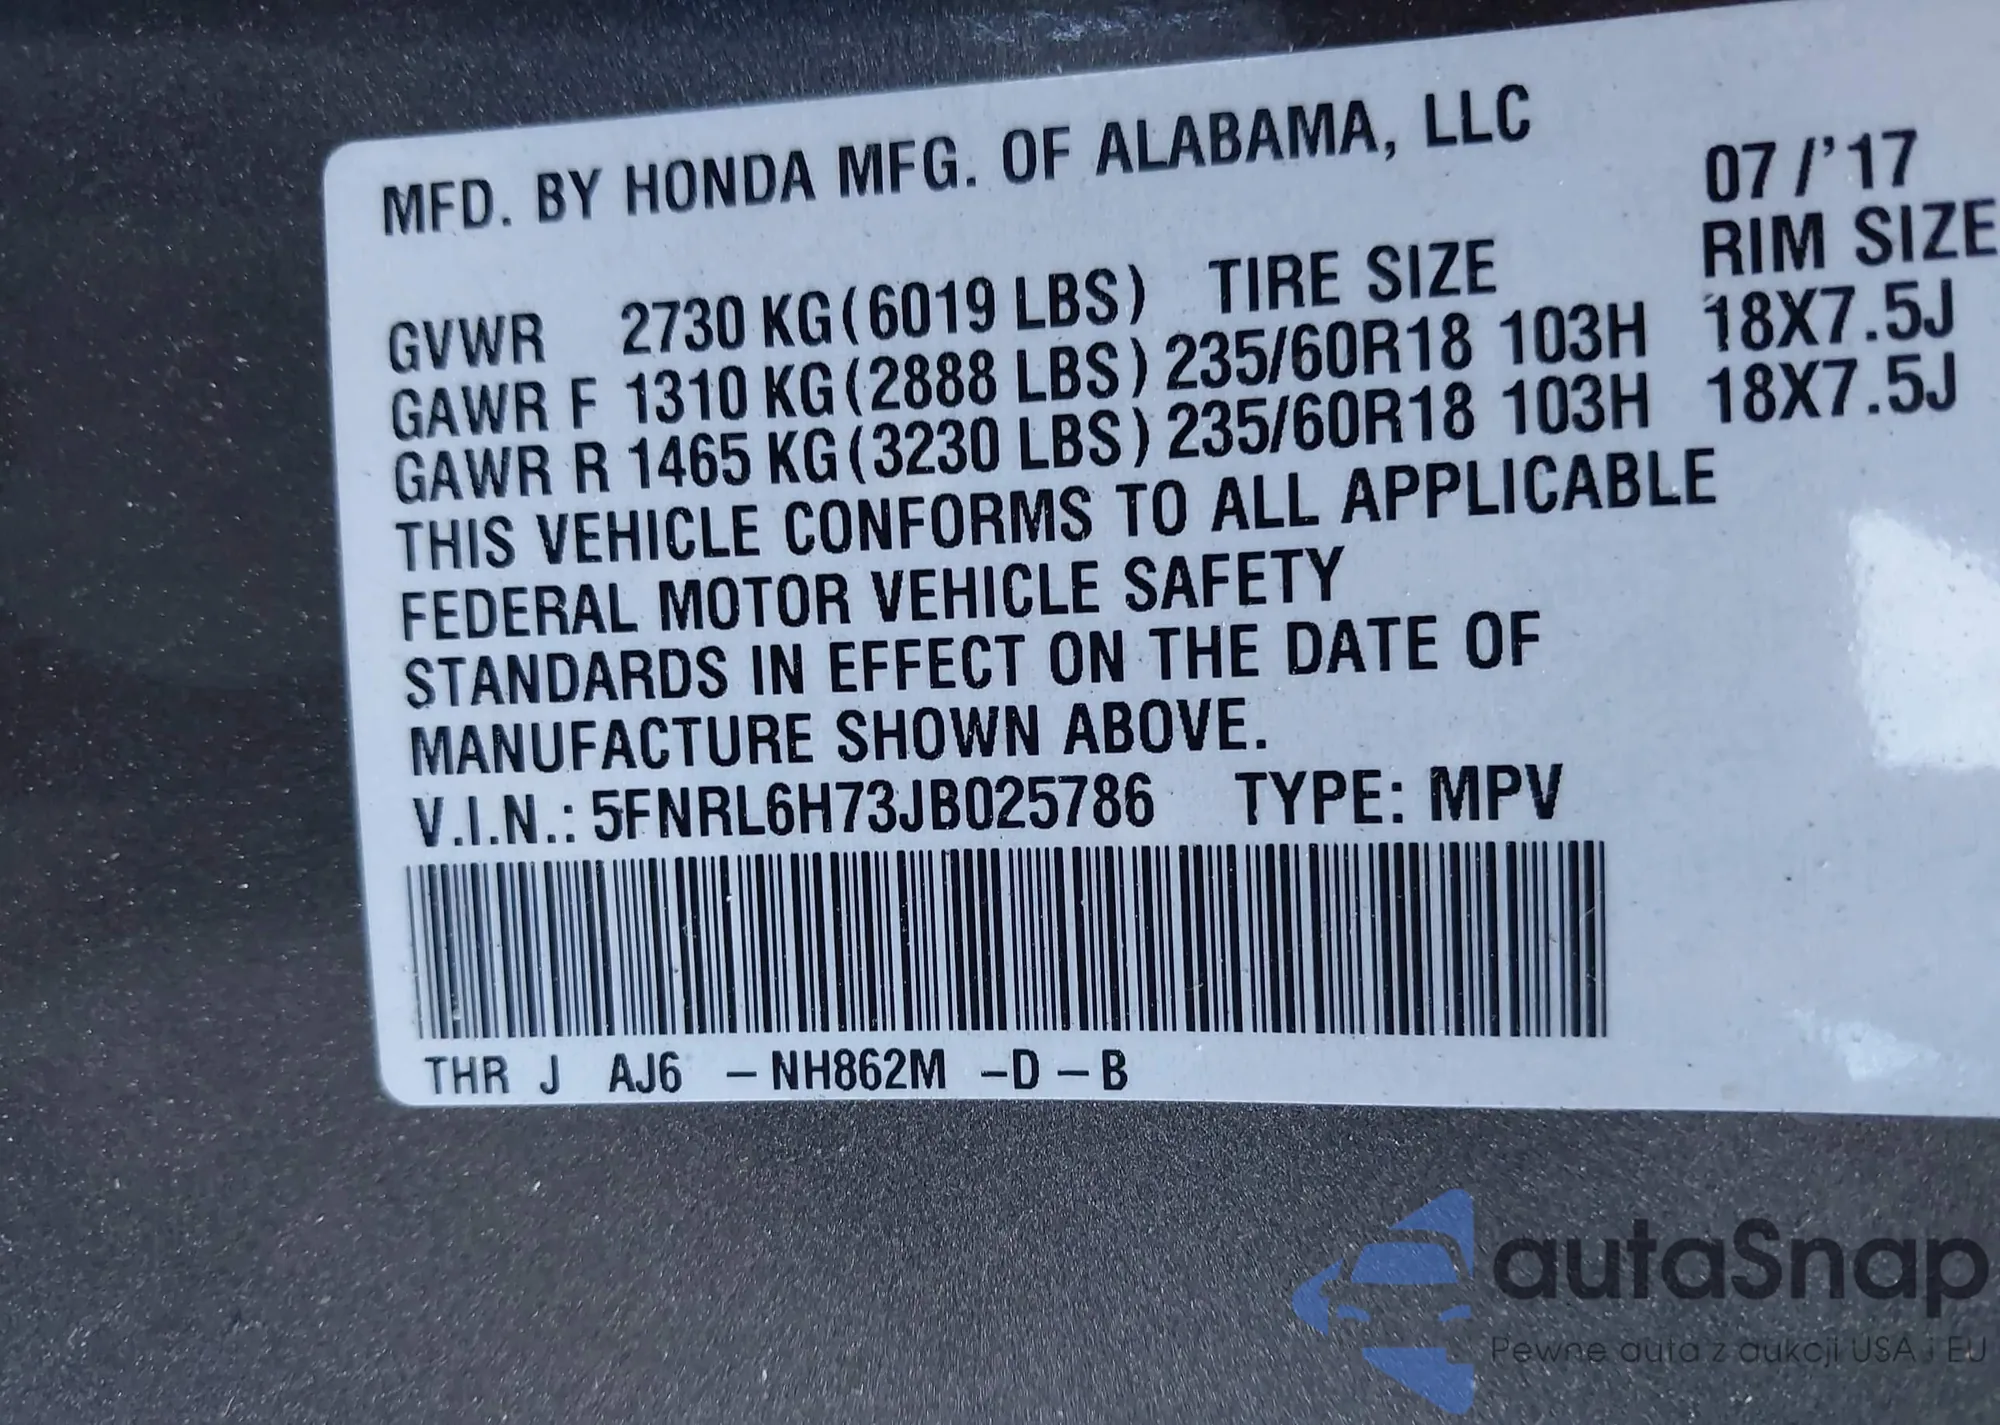 MFD. BY HONDA MFG. OF ALABAMA, LLC 07/'17
GVWR 2730 KG (6019 LBS) TIRE SIZE RIM SIZE
GAWR F 1310 KG (2888 LBS) 235/60R18 103H 18X7.5J
GAWR R 1465 KG (3230 LBS) 235/60R18 103H 18X7.5J
THIS VEHICLE CONFORMS TO ALL APPLICABLE
FEDERAL MOTOR VEHICLE SAFETY
STANDARDS IN EFFECT ON THE DATE OF
MANUFACTURE SHOWN ABOVE.
V.I.N.: 5FNRL6H73JB025786 TYPE: MPV
THR J AJ6 – NH862M –D – B
autaSnap
Pewne auta z aukcji USA i EU